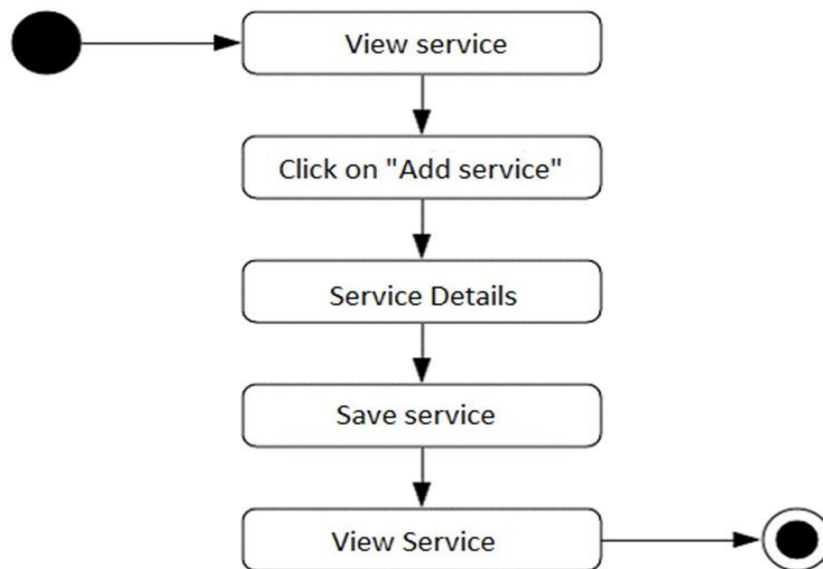 View service
Click on "Add service"
Service Details
Save service
View Service